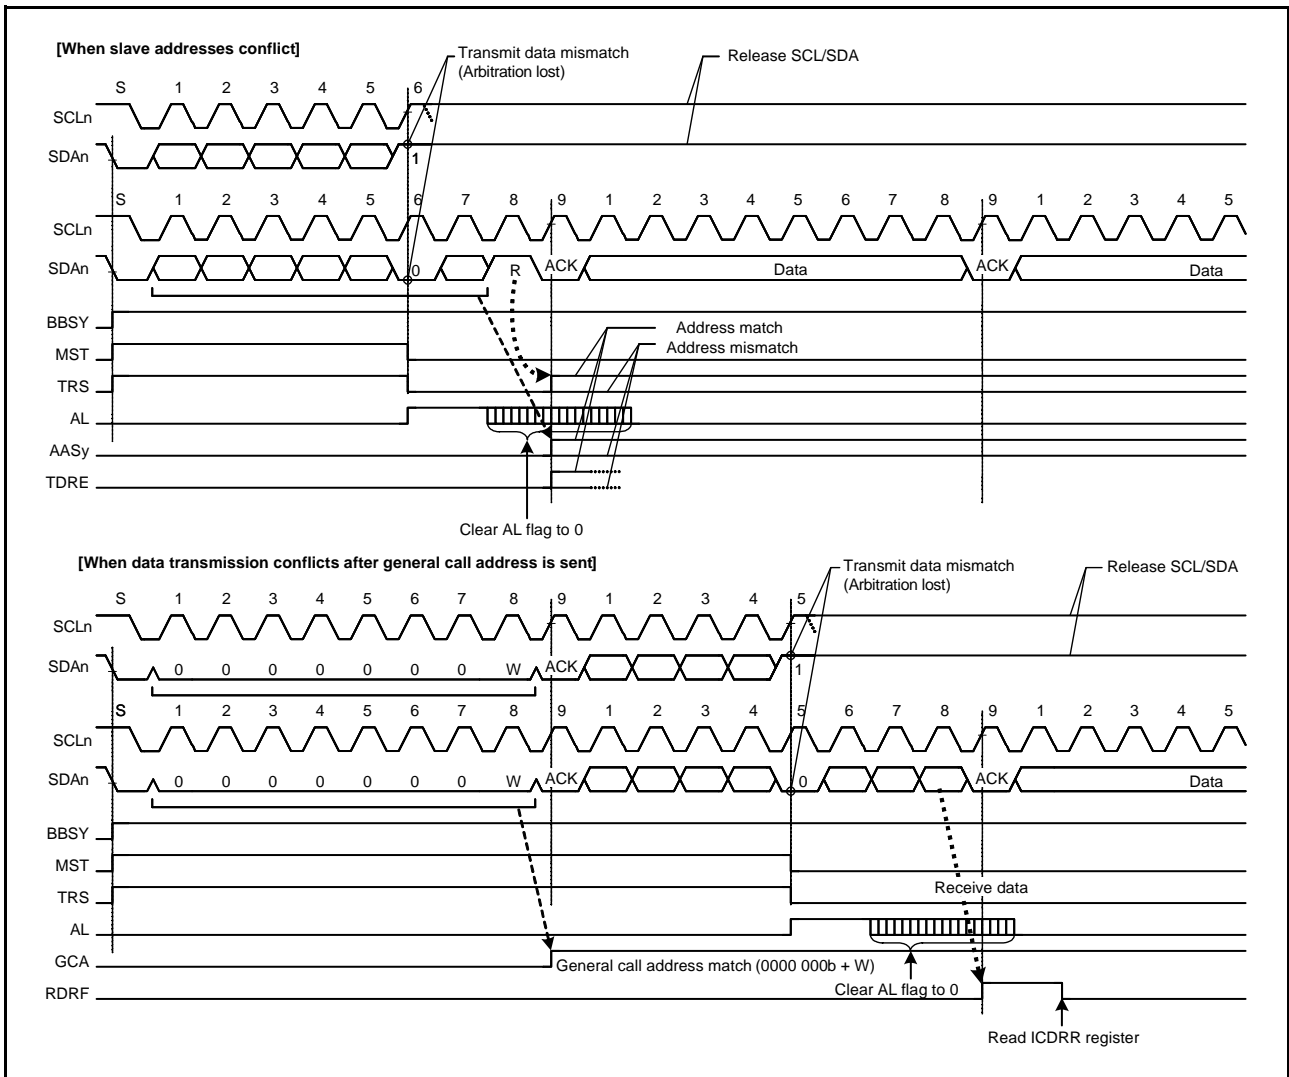 [When slave addresses conflict]
Transmit data mismatch
(Arbitration lost)
Release SCL/SDA
S 1 2 3 4 5 6
SCLn
SDAn
1
S 1 2 3 4 5 6 7 8 9 1 2 3 4 5 6 7 8 9 1 2 3 4 5
SCLn
SDAn 0 R ACK Data ACK Data
BBSY
Address match
MST
Address mismatch
TRS
AL
AASy
TDRE
Clear AL flag to 0
[When data transmission conflicts after general call address is sent]
Transmit data mismatch
(Arbitration lost)
Release SCL/SDA
S 1 2 3 4 5 6 7 8 9 1 2 3 4 5
SCLn
SDAn 0 0 0 0 0 0 0 W ACK 1
S 1 2 3 4 5 6 7 8 9 1 2 3 4 5 6 7 8 9 1 2 3 4 5
SCLn
SDAn 0 0 0 0 0 0 0 W ACK 0 ACK Data
BBSY
MST
TRS
Receive data
AL
GCA
General call address match (0000 000b + W)
Clear AL flag to 0
RDRF
Read ICDRR register